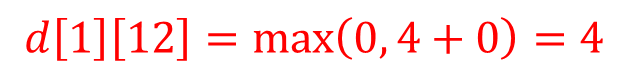 d[1][12] = max(0, 4 + 0) = 4